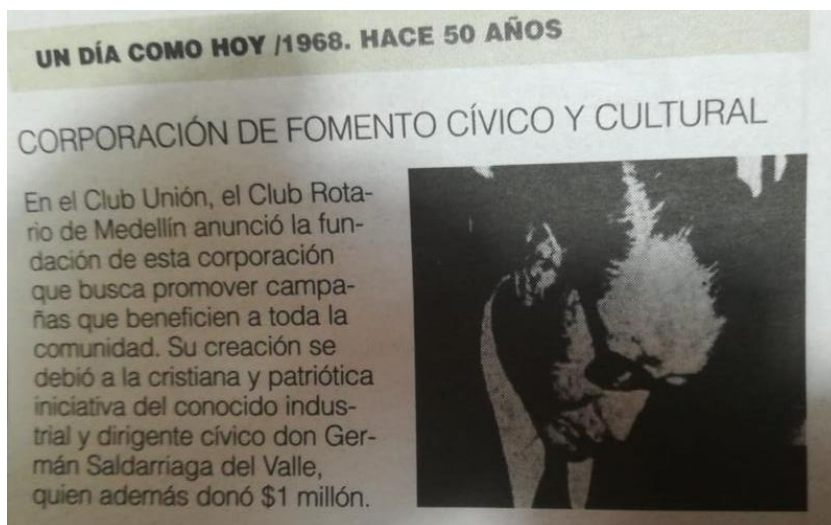 UN DÍA COMO HOY /1968. HACE 50 AÑOS
CORPORACIÓN DE FOMENTO CÍVICO Y CULTURAL
En el Club Unión, el Club Rota-
rio de Medellín anunció la fun-
dación de esta corporación
que busca promover campa-
ñas que beneficien a toda la
comunidad. Su creación se
debió a la cristiana y patriótica
iniciativa del conocido indus-
trial y dirigente cívico don Ger-
mán Saldarriaga del Valle,
quien además donó $1 millón.